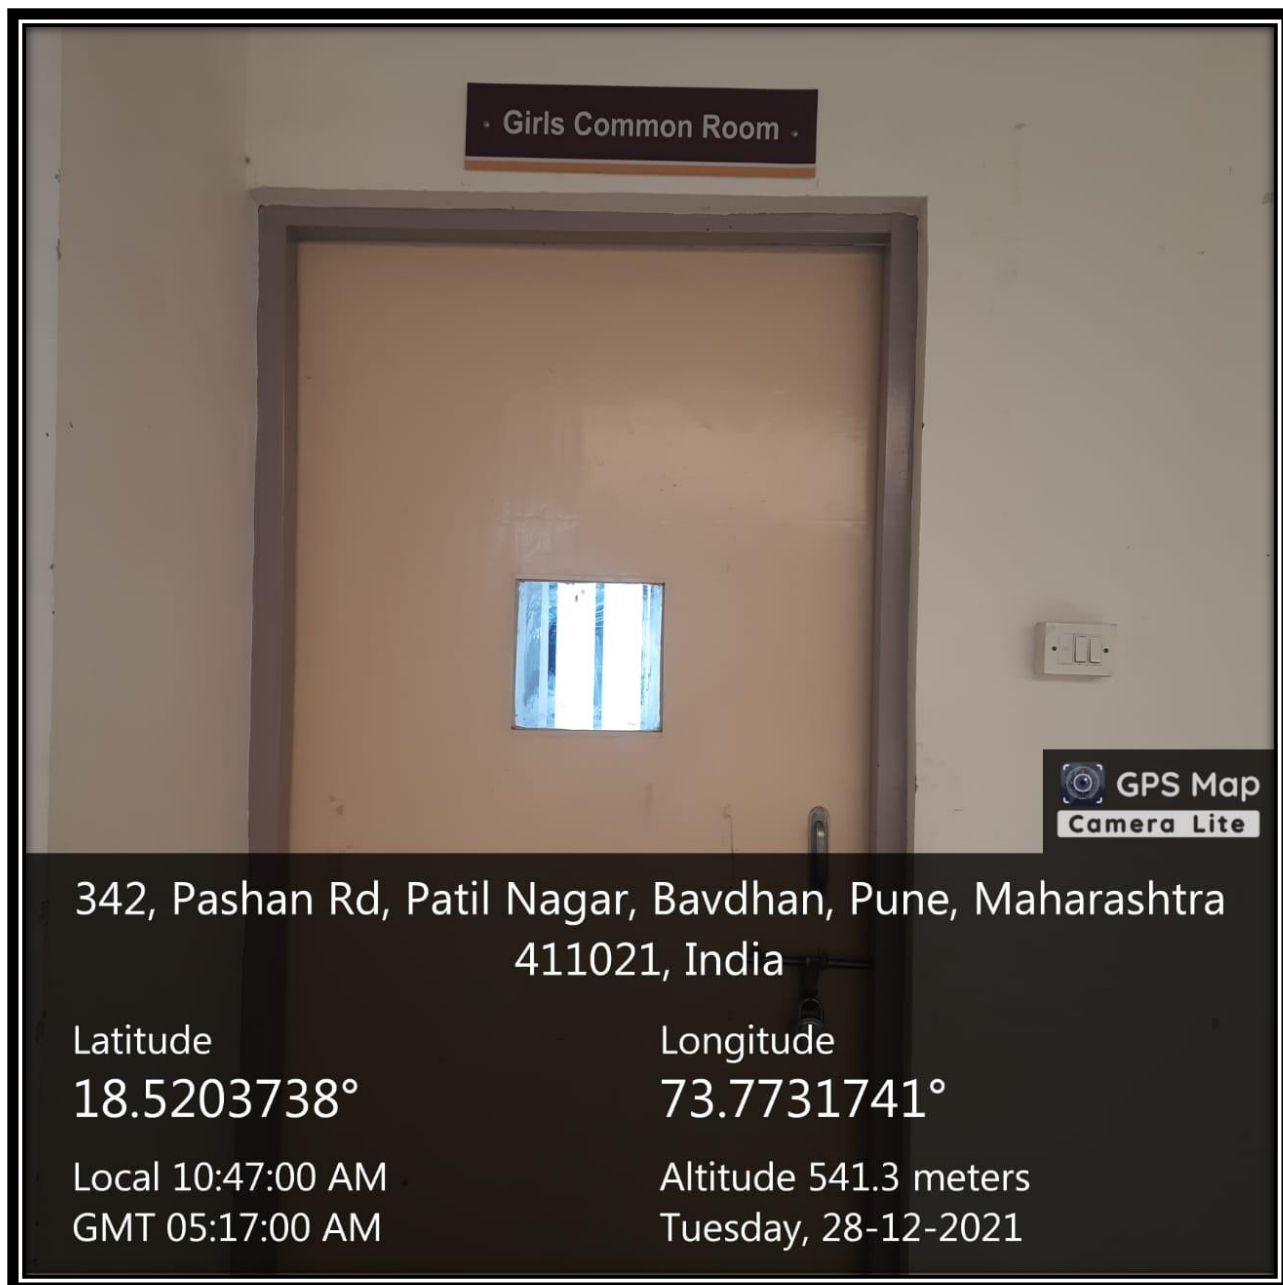 Girls Common Room
GPS Map
Camera Lite
342, Pashan Rd, Patil Nagar, Bavdhan, Pune, Maharashtra
411021, India
Latitude
18.5203738°
Longitude
73.7731741°
Local 10:47:00 AM
GMT 05:17:00 AM
Altitude 541.3 meters
Tuesday, 28-12-2021